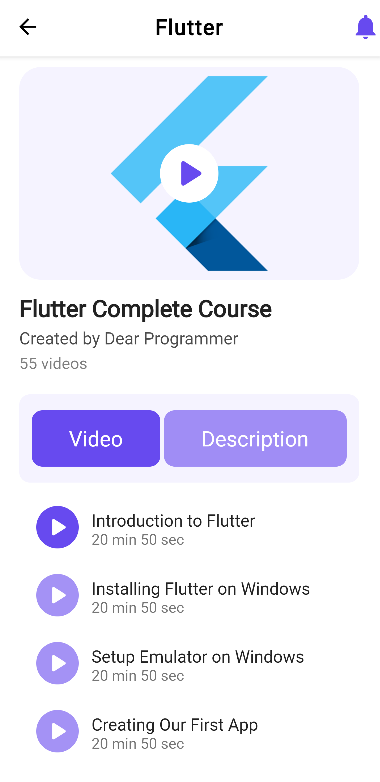 Flutter
Flutter Complete Course
Created by Dear Programmer
55 videos
Video
Description
Introduction to Flutter
20 min 50 sec
Installing Flutter on Windows
20 min 50 sec
Setup Emulator on Windows
20 min 50 sec
Creating Our First App
20 min 50 sec